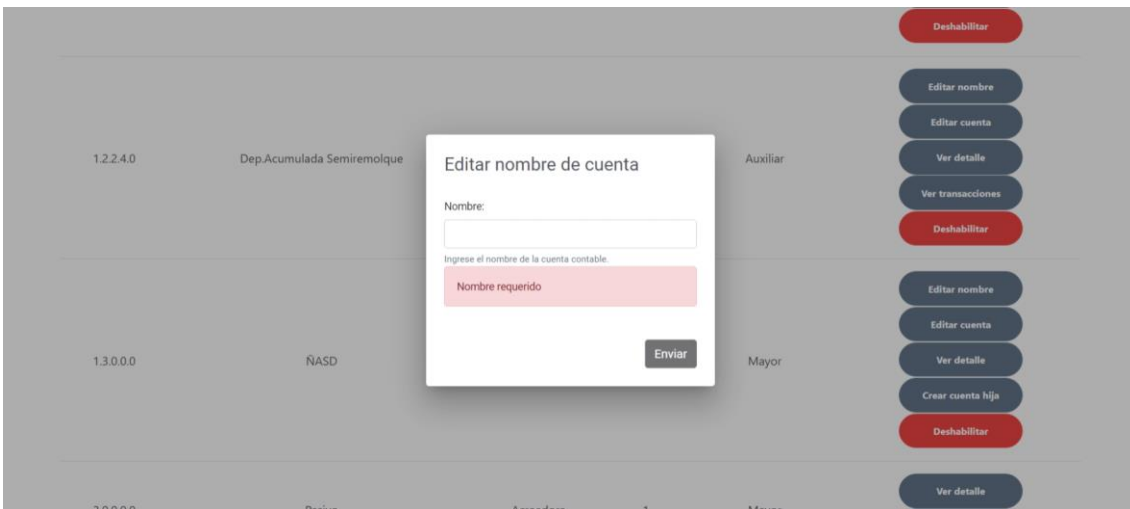 Deshabilitar
Editar nombre
Editar cuenta
1.2.2.4.0 Dep.Acumulada Semiremolque Auxiliar Ver detalle
Ver transacciones
Deshabilitar
Editar nombre de cuenta
Nombre:
Ingrese el nombre de la cuenta contable.
Nombre requerido
Enviar
Editar nombre
Editar cuenta
1.3.0.0.0 ÑASD Mayor Ver detalle
Crear cuenta hija
Deshabilitar
Ver detalle